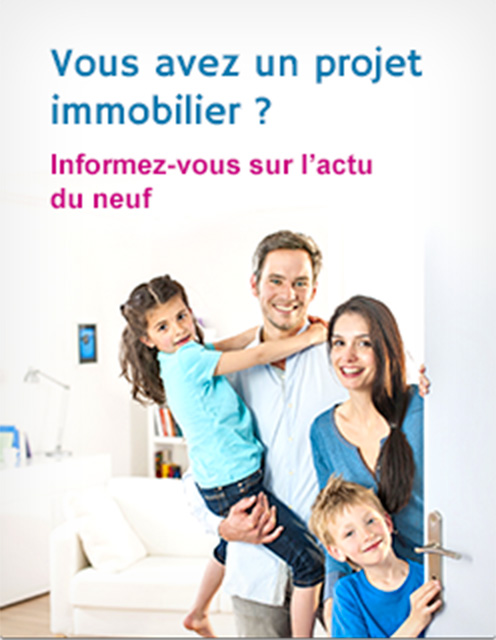 Vous avez un projet
immobilier ?
Informez-vous sur l'actu
du neuf